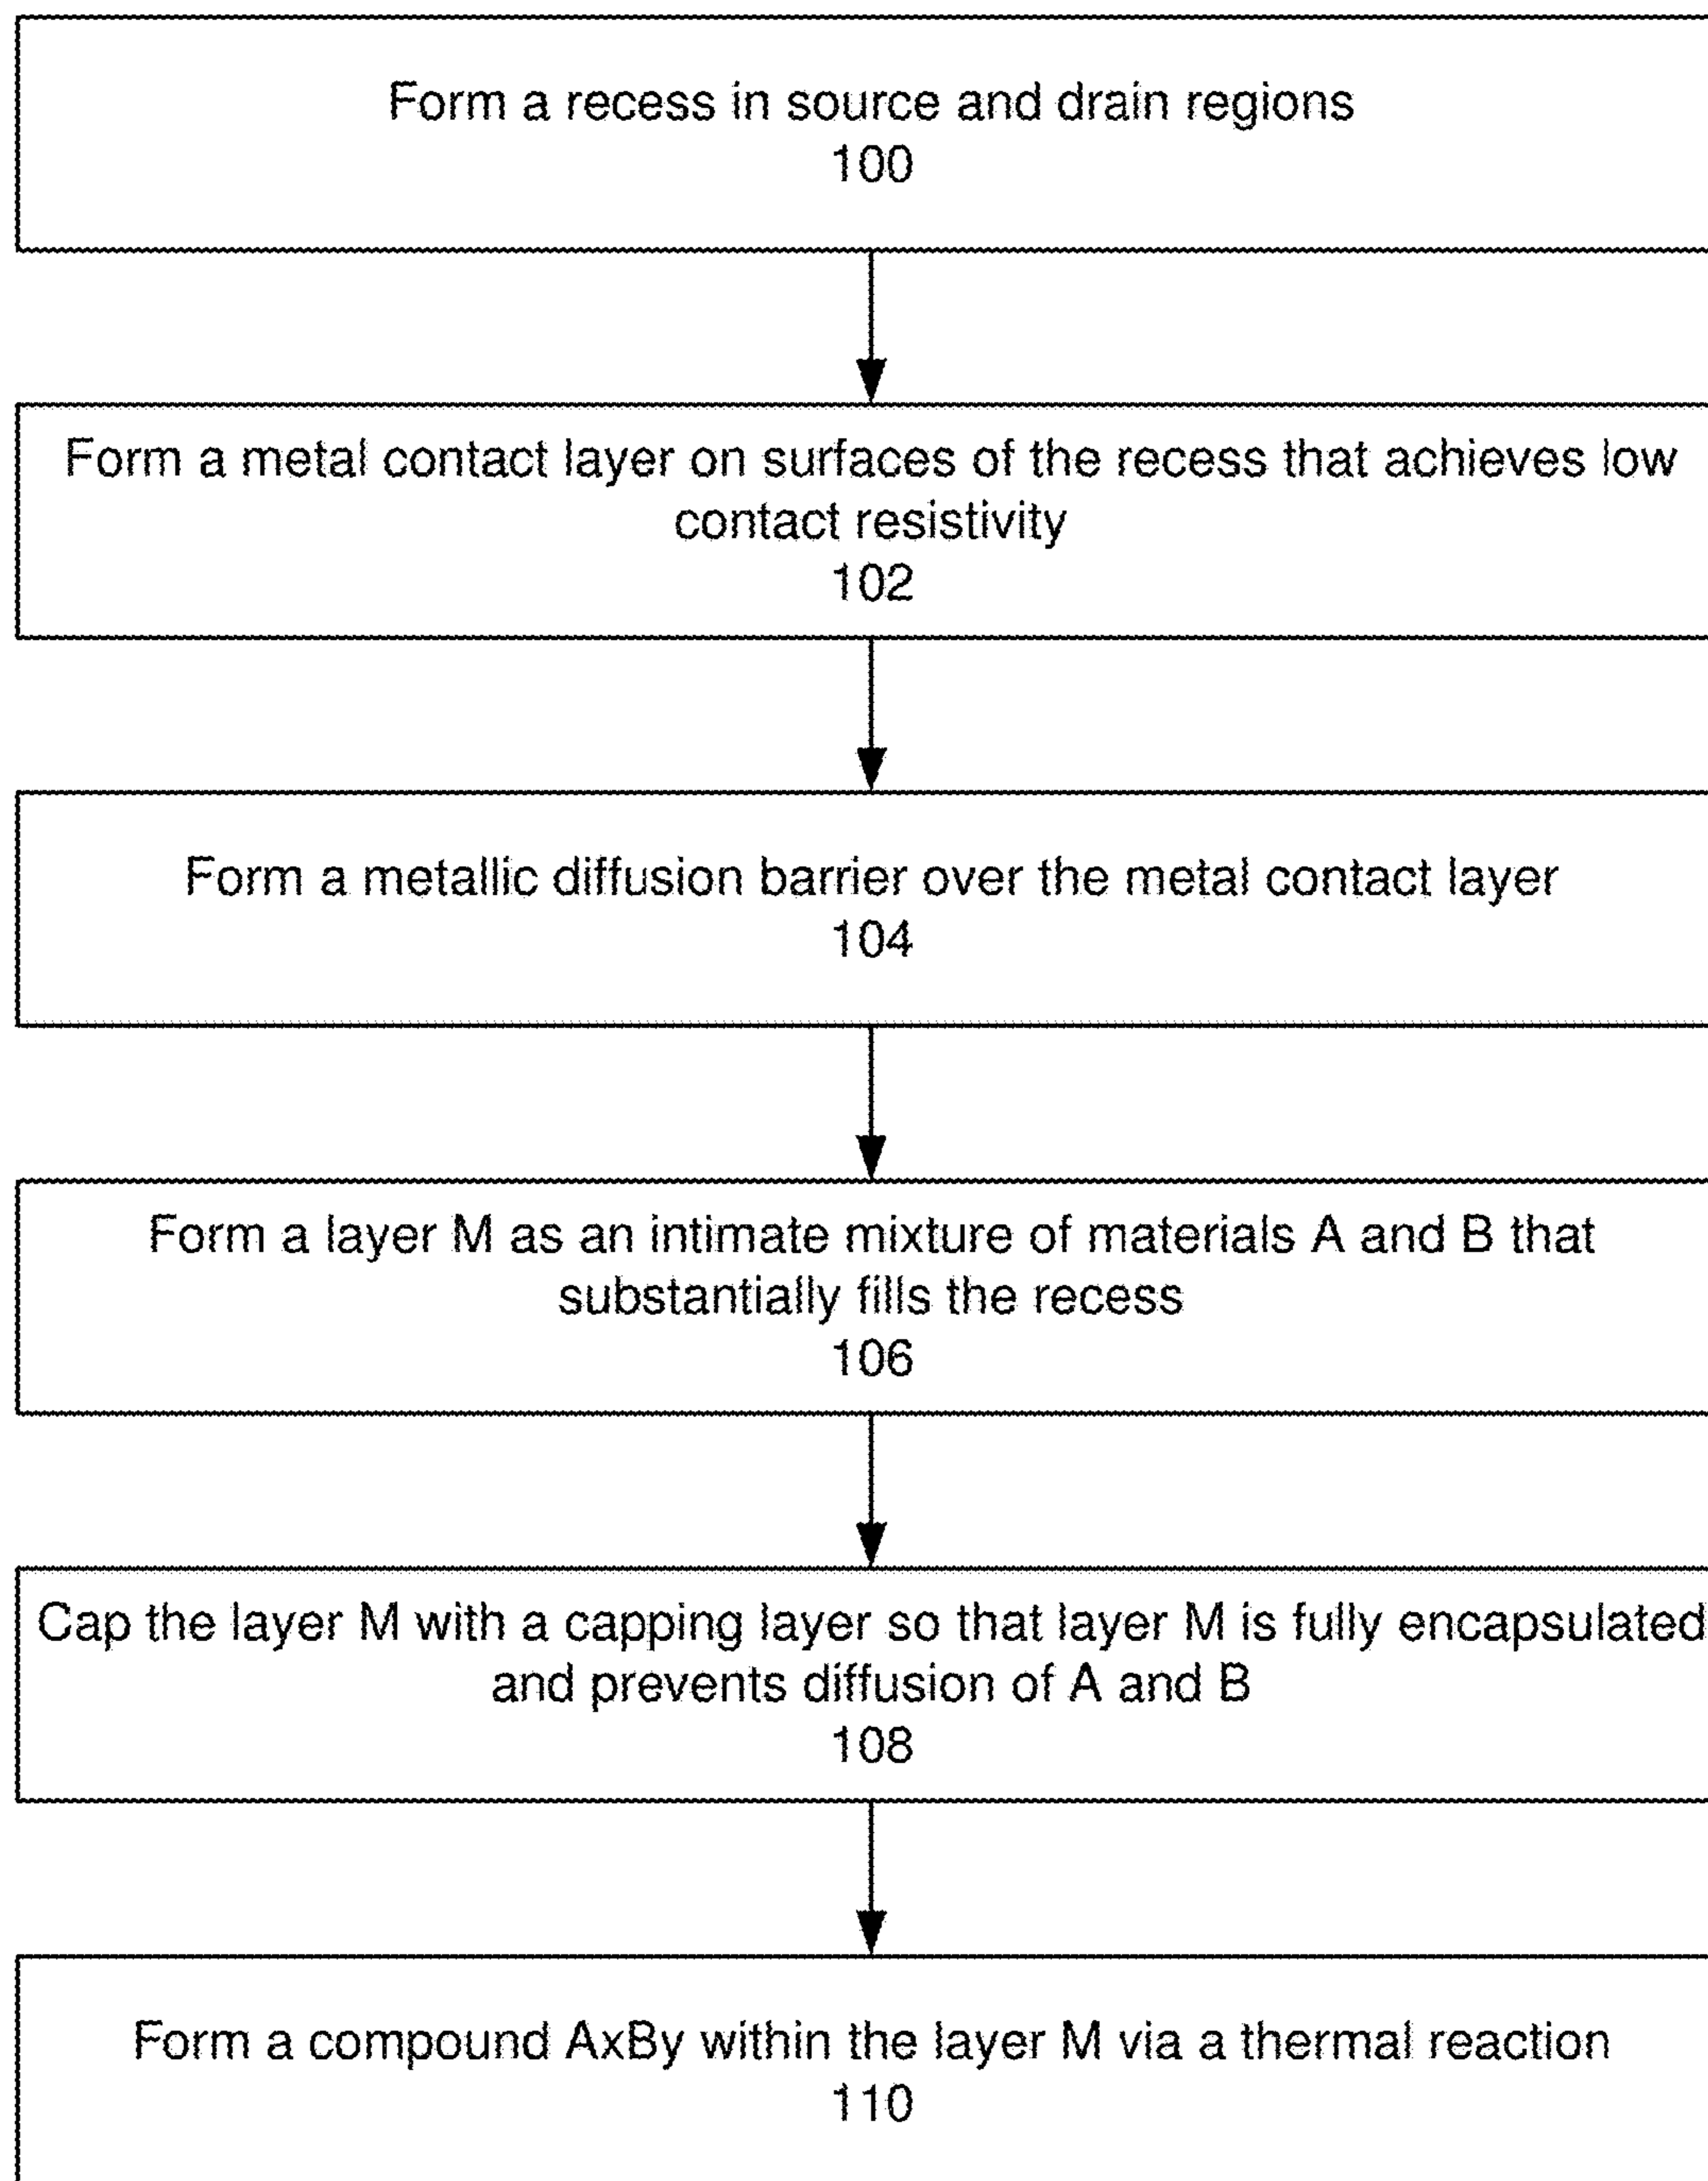 Form a recess in source and drain regions
100
Form a metal contact layer on surfaces of the recess that achieves low
contact resistivity
102
Form a metallic diffusion barrier over the metal contact layer
104
Form a layer M as an intimate mixture of materials A and B that
substantially fills the recess
106
Cap the layer M with a capping layer so that layer M is fully encapsulated
and prevents diffusion of A and B
108
Form a compound AxBy within the layer M via a thermal reaction
110